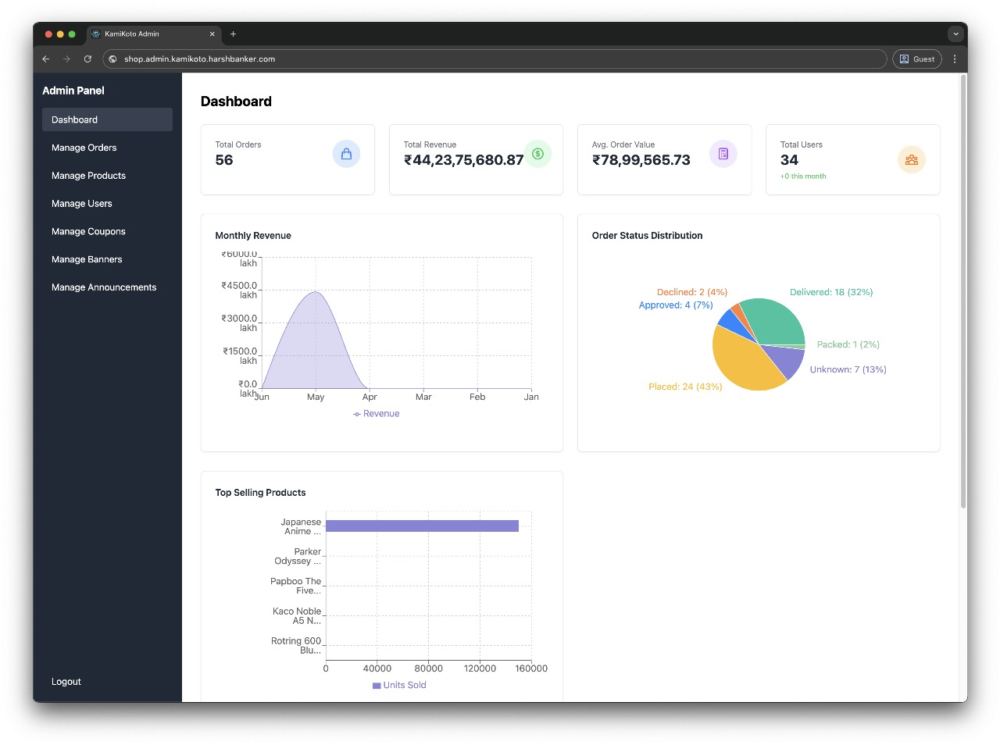 KamiKoto Admin
shop.admin.kamikoto.harshbanker.com
Guest
Admin Panel
Dashboard
Manage Orders
Manage Products
Manage Users
Manage Coupons
Manage Banners
Manage Announcements
Logout
Dashboard
Total Orders
56
Total Revenue
₹44,23,75,680.87
Avg. Order Value
₹78,99,565.73
Total Users
34
+0 this month
Monthly Revenue
₹6000.0
lakh
₹4500.0
lakh
₹3000.0
lakh
₹1500.0
lakh
₹0.0
lakh
Jun May Apr Mar Feb Jan
Revenue
Order Status Distribution
Declined: 2 (4%)
Delivered: 18 (32%)
Approved: 4 (7%)
Packed: 1 (2%)
Unknown: 7 (13%)
Placed: 24 (43%)
Top Selling Products
Japanese
Anime ...
Parker
Odyssey ...
Papboo The
Five...
Kaco Noble
A5 N...
Rotring 600
Blu...
0 40000 80000 120000 160000
Units Sold